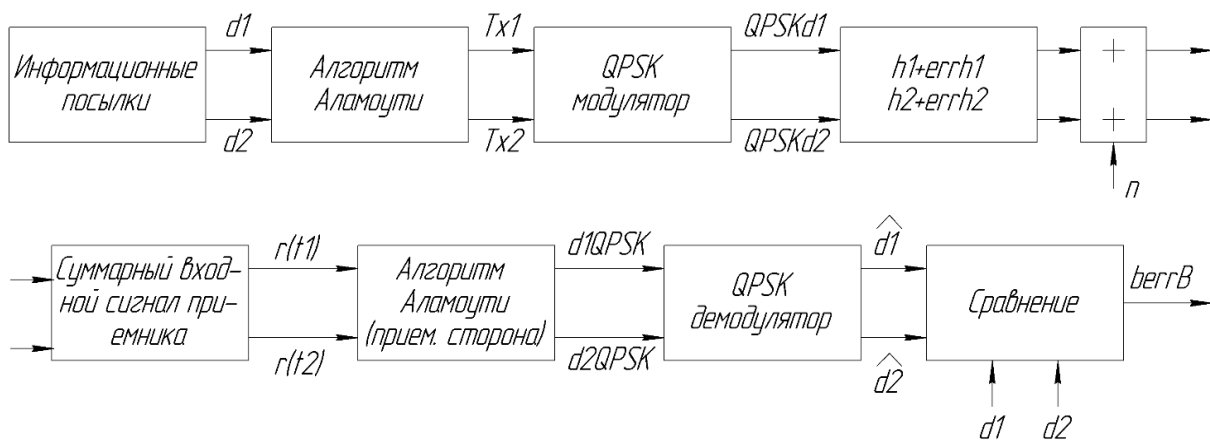 Информационные
посылки
d1
d2
Алгоритм
Аламоути
Tx1
Tx2
QPSK
модулятор
QPSKd1
QPSKd2
h1+errh1
h2+errh2
+
+
n
Суммарный вход-
ной сигнал при-
емника
r(t1)
r(t2)
Алгоритм
Аламоути
(прием. сторона)
d1QPSK
d2QPSK
QPSK
демодулятор
d̂1
d̂2
Сравнение
d1
d2
berrB